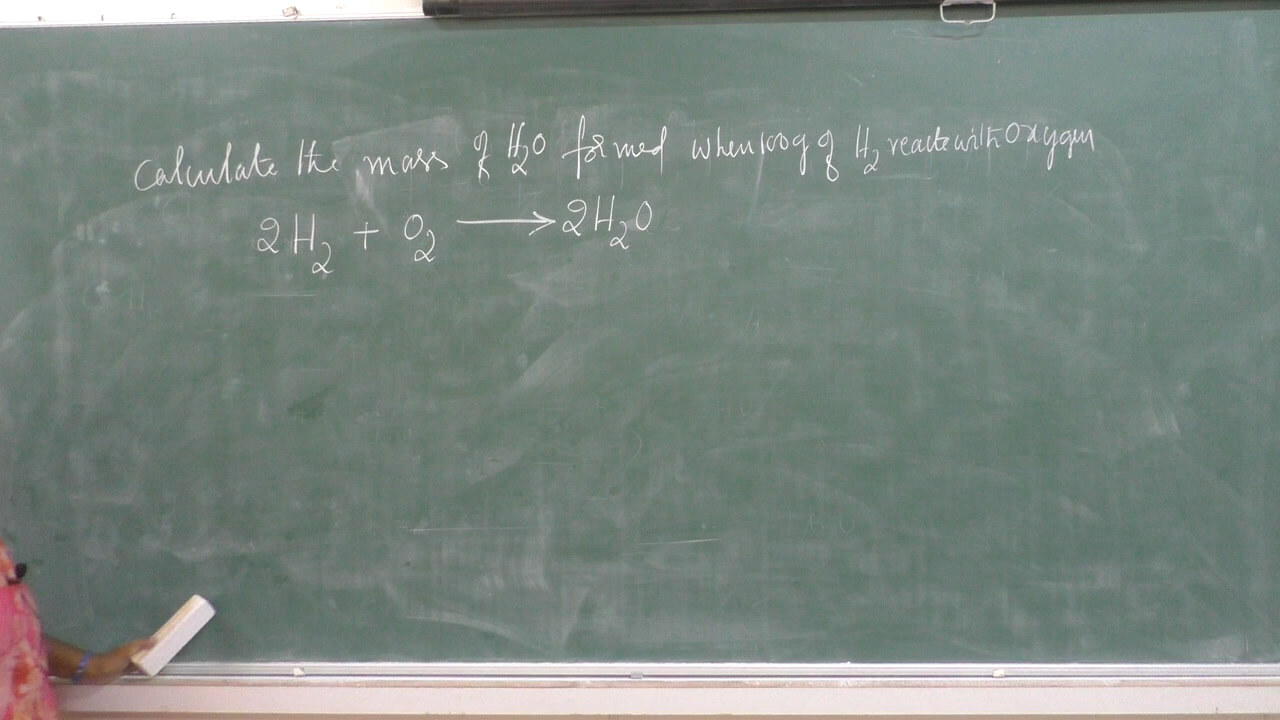 Calculate the mass of H₂O formed when 100g of H₂ reacts with Oxygen
2H₂ + O₂ ⟶ 2H₂O